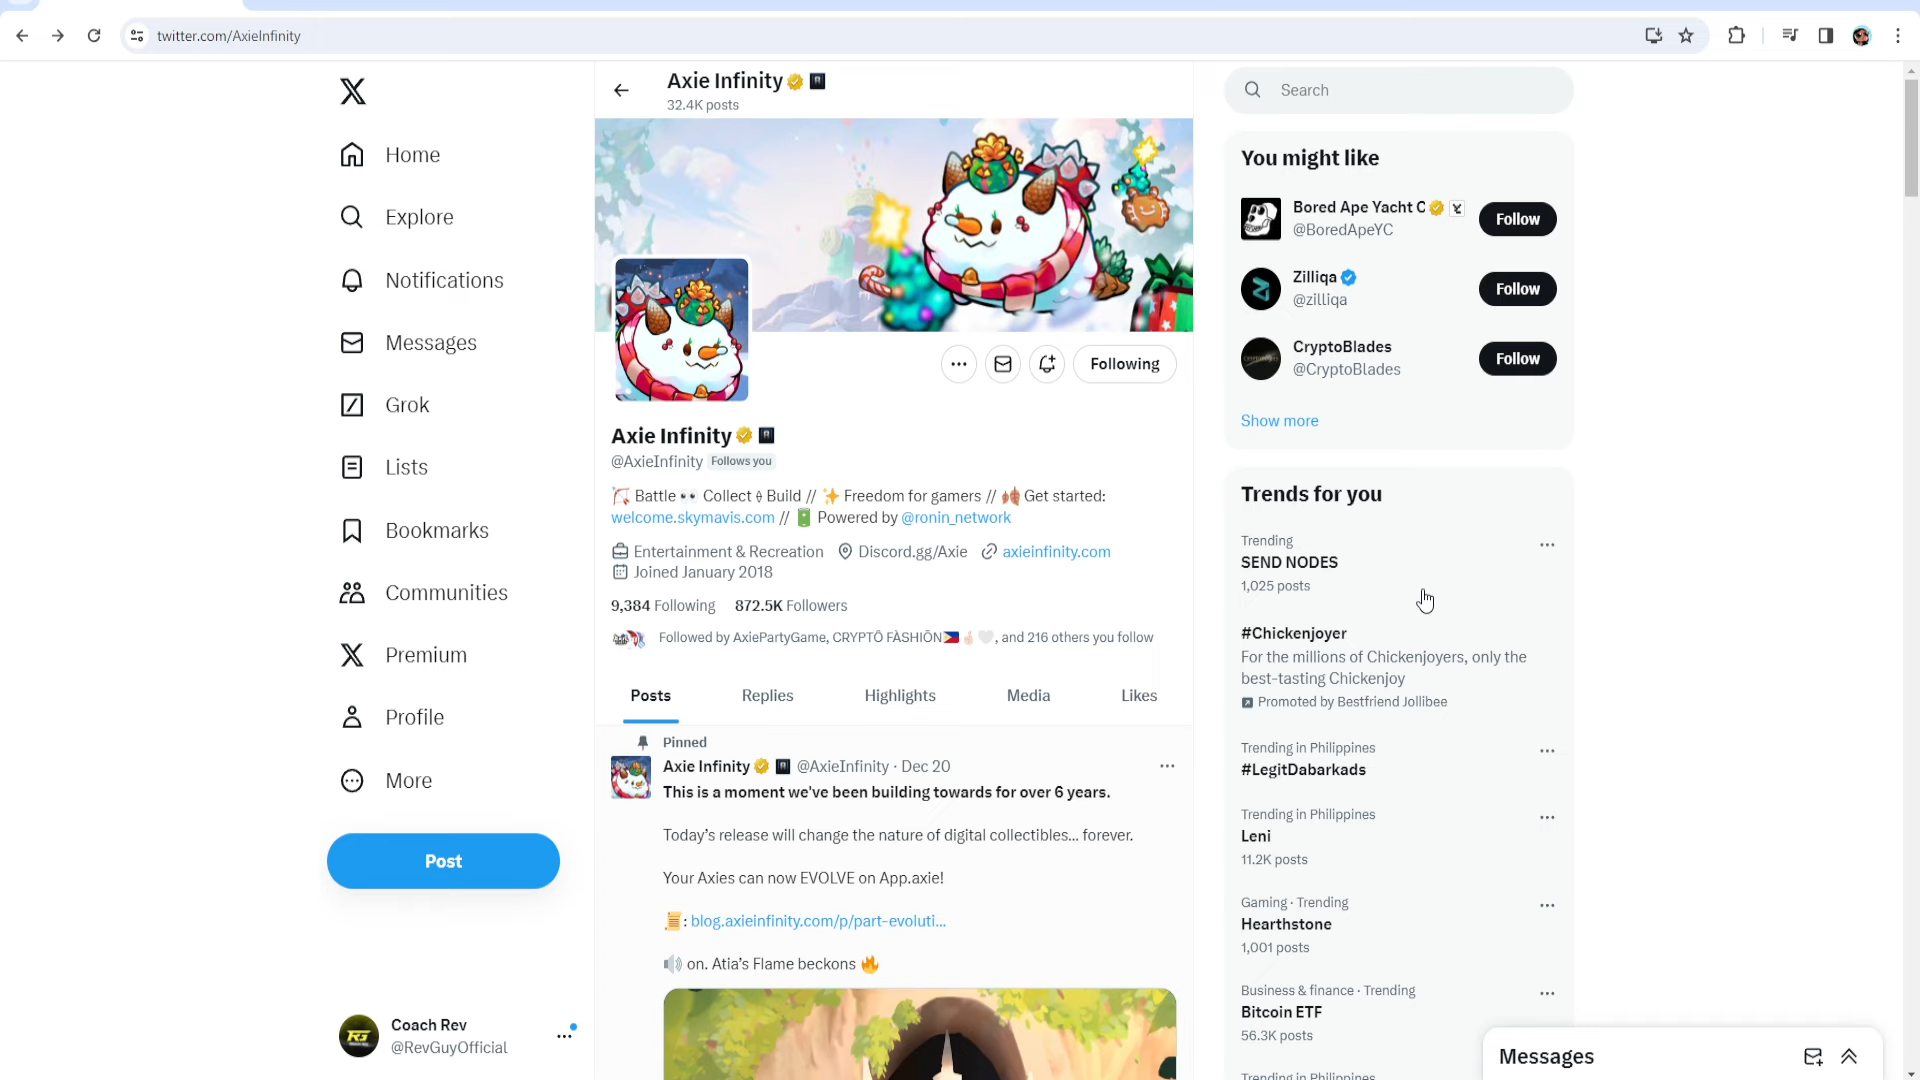 twitter.com/AxieInfinity
Home
Explore
Notifications
Messages
Grok
Lists
Bookmarks
Communities
Premium
Profile
More
Post
Coach Rev
@RevGuyOfficial
Axie Infinity
32.4K posts
Following
Axie Infinity
@AxieInfinity Follows you
🏹 Battle 👀 Collect ⚱ Build // ✨ Freedom for gamers // 🍂 Get started:
welcome.skymavis.com // 🔋 Powered by @ronin_network
Entertainment & Recreation Discord.gg/Axie axieinfinity.com
Joined January 2018
9,384 Following 872.5K Followers
Followed by AxiePartyGame, CRYPTŌ FÀSHIŌN🇵🇭🤞🏻🤍, and 216 others you follow
Posts Replies Highlights Media Likes
Pinned
Axie Infinity @AxieInfinity · Dec 20
This is a moment we've been building towards for over 6 years.
Today's release will change the nature of digital collectibles... forever.
Your Axies can now EVOLVE on App.axie!
📜: blog.axieinfinity.com/p/part-evoluti...
🔊 on. Atia's Flame beckons 🔥
Search
You might like
Bored Ape Yacht C
@BoredApeYC
Follow
Zilliqa
@zilliqa
Follow
CryptoBlades
@CryptoBlades
Follow
Show more
Trends for you
Trending
SEND NODES
1,025 posts
#Chickenjoyer
For the millions of Chickenjoyers, only the
best-tasting Chickenjoy
Promoted by Bestfriend Jollibee
Trending in Philippines
#LegitDabarkads
Trending in Philippines
Leni
11.2K posts
Gaming · Trending
Hearthstone
1,001 posts
Business & finance · Trending
Bitcoin ETF
56.3K posts
Trending in Philippines
Messages